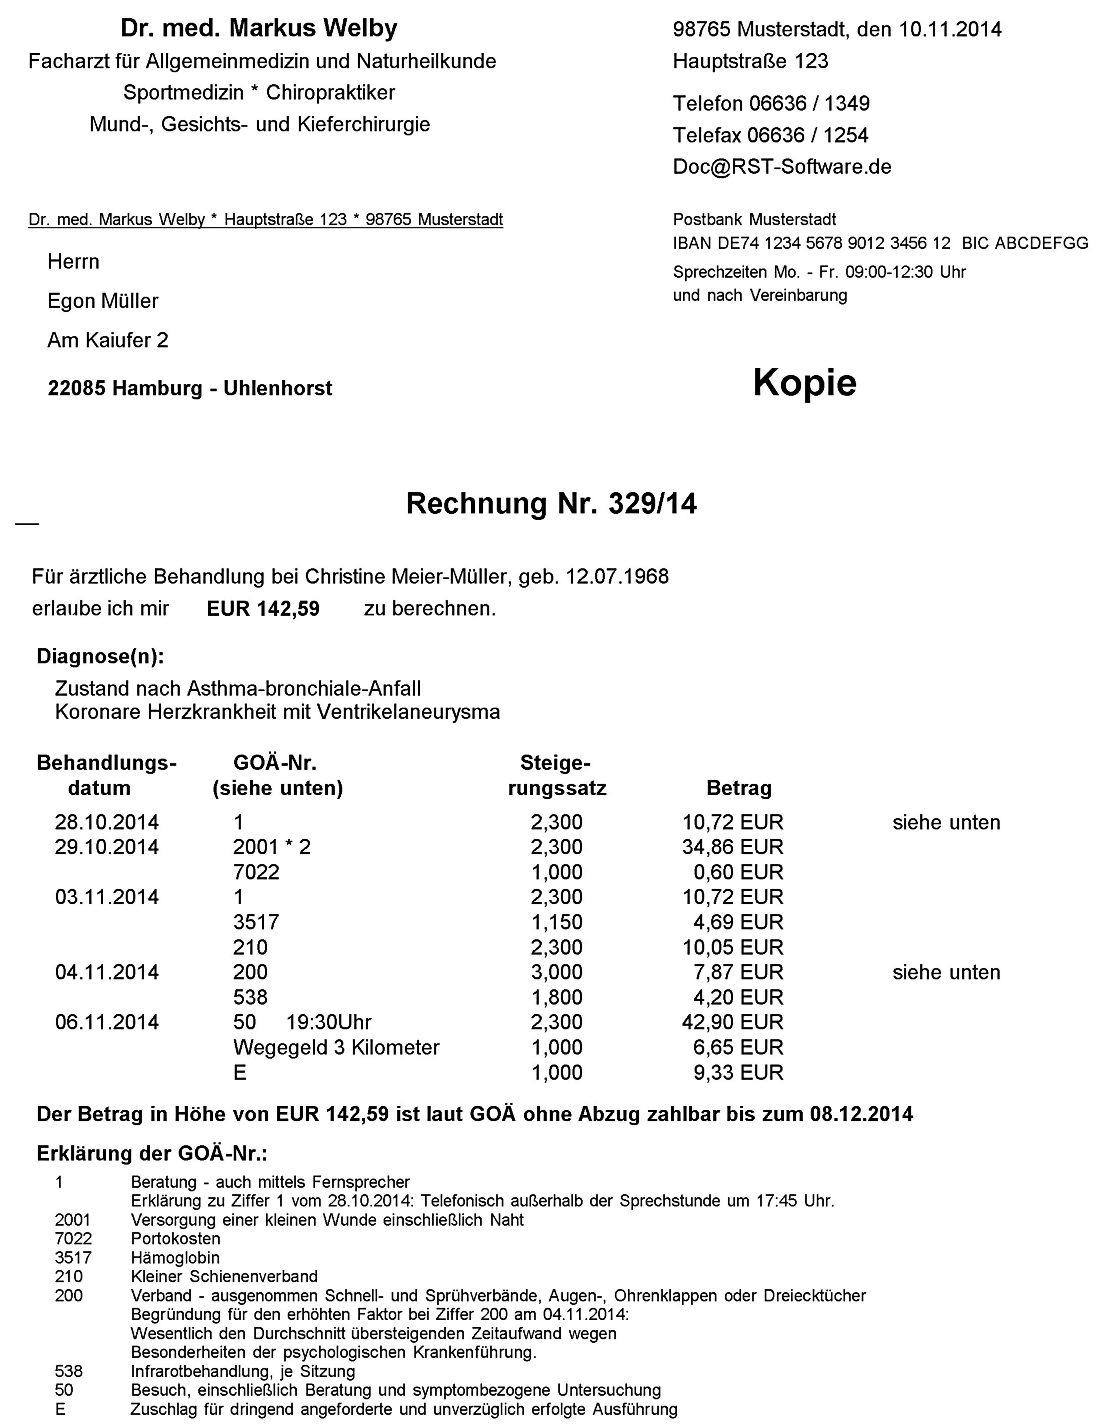 Dr. med. Markus Welby
Facharzt für Allgemeinmedizin und Naturheilkunde
Sportmedizin * Chiropraktiker
Mund-, Gesichts- und Kieferchirurgie
98765 Musterstadt, den 10.11.2014
Hauptstraße 123
Telefon 06636 / 1349
Telefax 06636 / 1254
Doc@RST-Software.de
Dr. med. Markus Welby * Hauptstraße 123 * 98765 Musterstadt
Postbank Musterstadt
IBAN DE74 1234 5678 9012 3456 12 BIC ABCDEFGG
Sprechzeiten Mo. - Fr. 09:00-12:30 Uhr
und nach Vereinbarung
Herrn
Egon Müller
Am Kaiufer 2
22085 Hamburg - Uhlenhorst
Kopie
Rechnung Nr. 329/14
Für ärztliche Behandlung bei Christine Meier-Müller, geb. 12.07.1968
erlaube ich mir EUR 142,59 zu berechnen.
Diagnose(n):
Zustand nach Asthma-bronchiale-Anfall
Koronare Herzkrankheit mit Ventrikelaneurysma
Behandlungs- GOÄ-Nr. Steige-
datum (siehe unten) rungssatz Betrag
28.10.2014 1 2,300 10,72 EUR siehe unten
29.10.2014 2001 * 2 2,300 34,86 EUR
7022 1,000 0,60 EUR
03.11.2014 1 2,300 10,72 EUR
3517 1,150 4,69 EUR
210 2,300 10,05 EUR
04.11.2014 200 3,000 7,87 EUR siehe unten
538 1,800 4,20 EUR
06.11.2014 50 19:30Uhr 2,300 42,90 EUR
Wegegeld 3 Kilometer 1,000 6,65 EUR
E 1,000 9,33 EUR
Der Betrag in Höhe von EUR 142,59 ist laut GOÄ ohne Abzug zahlbar bis zum 08.12.2014
Erklärung der GOÄ-Nr.:
1 Beratung - auch mittels Fernsprecher
Erklärung zu Ziffer 1 vom 28.10.2014: Telefonisch außerhalb der Sprechstunde um 17:45 Uhr.
2001 Versorgung einer kleinen Wunde einschließlich Naht
7022 Portokosten
3517 Hämoglobin
210 Kleiner Schienenverband
200 Verband - ausgenommen Schnell- und Sprühverbände, Augen-, Ohrenklappen oder Dreiecktücher
Begründung für den erhöhten Faktor bei Ziffer 200 am 04.11.2014:
Wesentlich den Durchschnitt übersteigenden Zeitaufwand wegen
Besonderheiten der psychologischen Krankenführung.
538 Infrarotbehandlung, je Sitzung
50 Besuch, einschließlich Beratung und symptombezogene Untersuchung
E Zuschlag für dringend angeforderte und unverzüglich erfolgte Ausführung